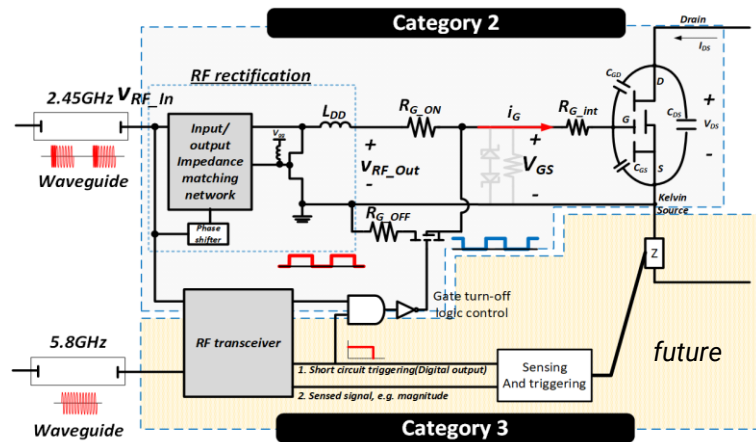 Category 2
Drain
I_DS
RF rectification
2.45GHz
V_RF_In
L_DD
R_G_ON
i_G
R_G_int
C_GD
D
G
C_DS
+
V_DS
-
C_GS
S
Input/
output
Impedance
matching
network
+
V_RF_Out
-
+
V_GS
-
Waveguide
Kelvin
Source
R_G_OFF
Phase
shifter
Z
Gate turn-off
logic control
5.8GHz
RF transceiver
future
1. Short circuit triggering(Digital output)
2. Sensed signal, e.g. magnitude
Sensing
And triggering
Waveguide
Category 3